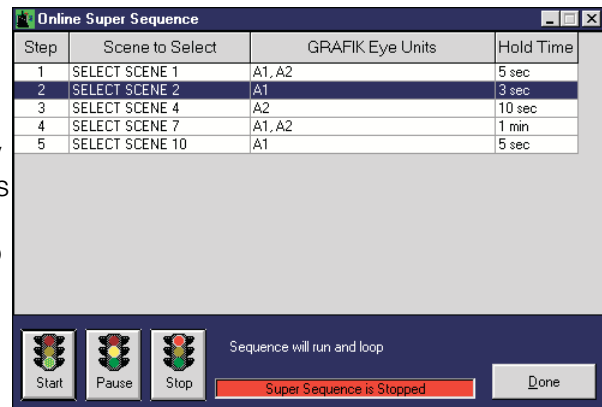 Online Super Sequence
Step Scene to Select GRAFIK Eye Units Hold Time
1 SELECT SCENE 1 A1, A2 5 sec
2 SELECT SCENE 2 A1 3 sec
3 SELECT SCENE 4 A2 10 sec
4 SELECT SCENE 7 A1, A2 1 min
5 SELECT SCENE 10 A1 5 sec
Sequence will run and loop
Start Pause Stop Super Sequence is Stopped Done